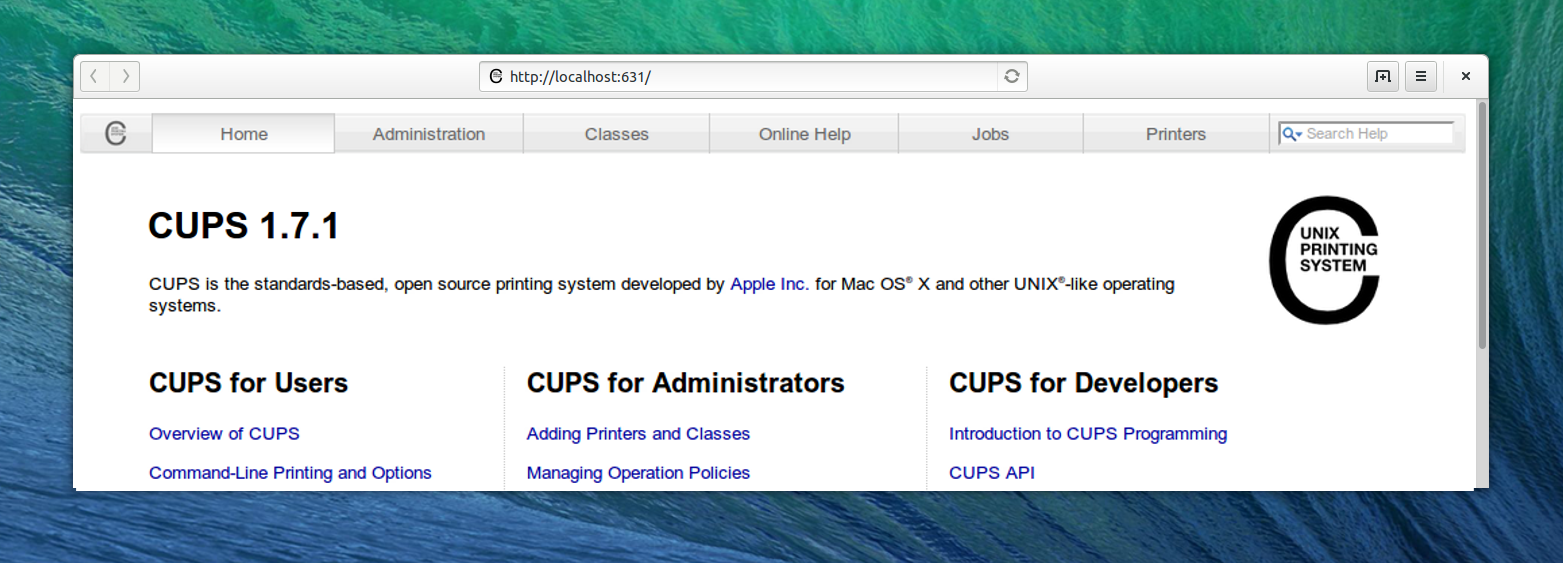 http://localhost:631/
Home Administration Classes Online Help Jobs Printers Search Help
CUPS 1.7.1
UNIX
PRINTING
SYSTEM
CUPS is the standards-based, open source printing system developed by Apple Inc. for Mac OS® X and other UNIX®-like operating
systems.
CUPS for Users
Overview of CUPS
Command-Line Printing and Options
CUPS for Administrators
Adding Printers and Classes
Managing Operation Policies
CUPS for Developers
Introduction to CUPS Programming
CUPS API